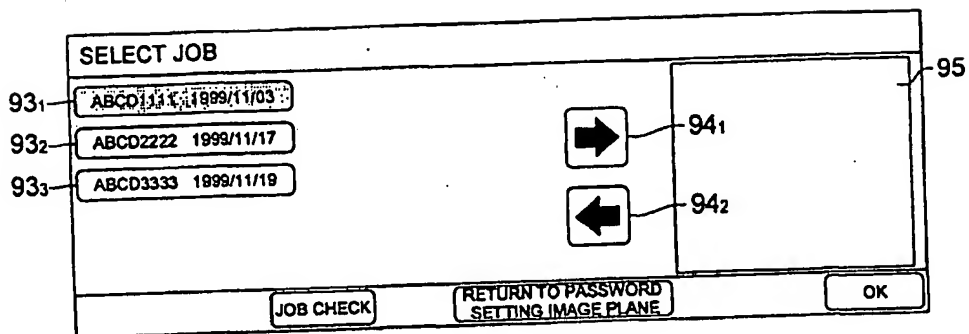 SELECT JOB
95
93₁ ABCD1111 1999/11/03
94₁
93₂ ABCD2222 1999/11/17
93₃ ABCD3333 1999/11/19
94₂
JOB CHECK
RETURN TO PASSWORD
SETTING IMAGE PLANE
OK